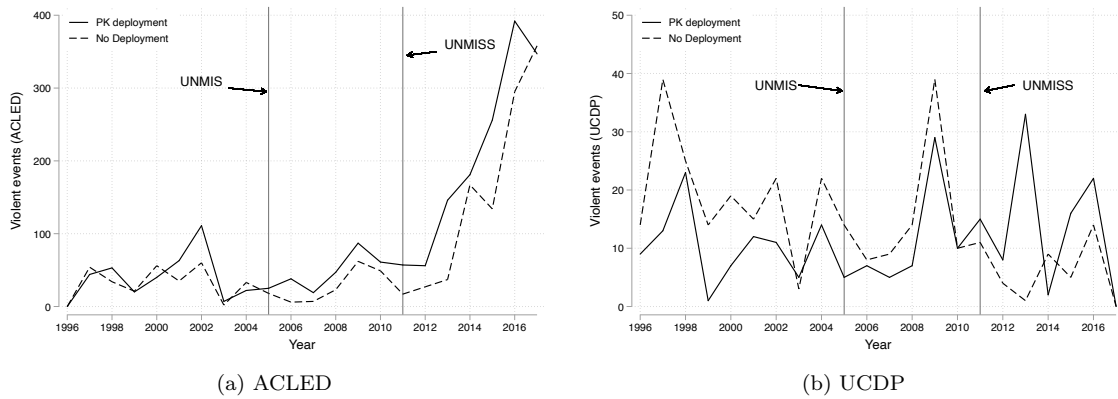 400
300
200
100
0
Violent events (ACLED)
PK deployment
No Deployment
UNMIS
UNMISS
1996 1998 2000 2002 2004 2006 2008 2010 2012 2014 2016
Year
(a) ACLED
50
40
30
20
10
0
Violent events (UCDP)
PK deployment
No Deployment
UNMIS
UNMISS
1996 1998 2000 2002 2004 2006 2008 2010 2012 2014 2016
Year
(b) UCDP